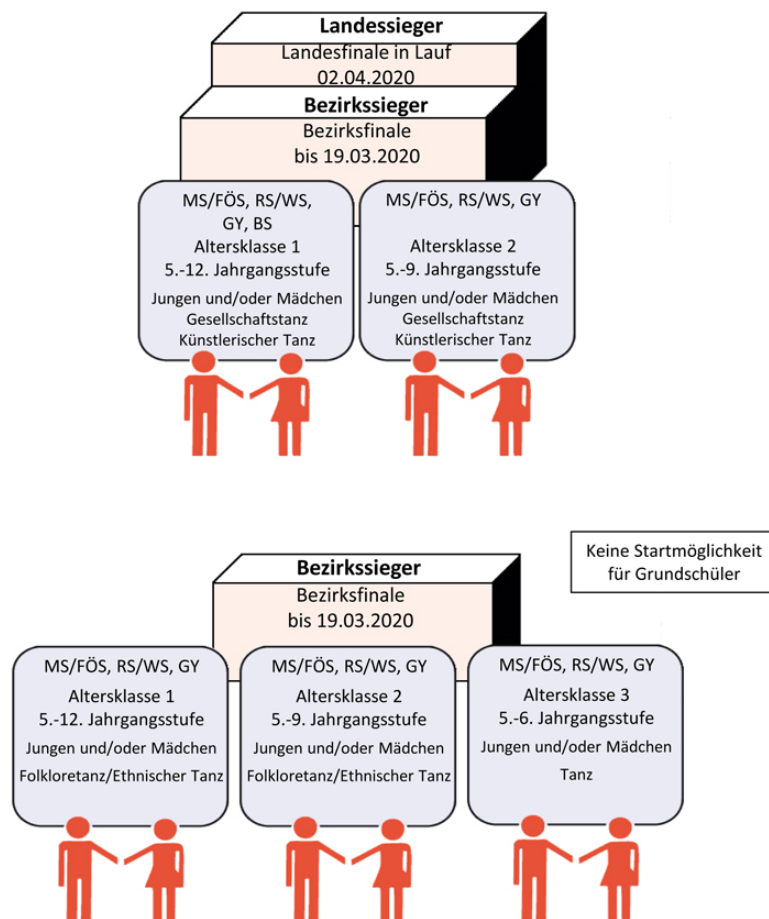 Landessieger
Landesfinale in Lauf
02.04.2020
Bezirkssieger
Bezirksfinale
bis 19.03.2020
MS/FÖS, RS/WS,
GY, BS
Altersklasse 1
5.-12. Jahrgangsstufe
Jungen und/oder Mädchen
Gesellschaftstanz
Künstlerischer Tanz
MS/FÖS, RS/WS, GY
Altersklasse 2
5.-9. Jahrgangsstufe
Jungen und/oder Mädchen
Gesellschaftstanz
Künstlerischer Tanz
Keine Startmöglichkeit
für Grundschüler
Bezirkssieger
Bezirksfinale
bis 19.03.2020
MS/FÖS, RS/WS, GY
Altersklasse 1
5.-12. Jahrgangsstufe
Jungen und/oder Mädchen
Folkloretanz/Ethnischer Tanz
MS/FÖS, RS/WS, GY
Altersklasse 2
5.-9. Jahrgangsstufe
Jungen und/oder Mädchen
Folkloretanz/Ethnischer Tanz
MS/FÖS, RS/WS, GY
Altersklasse 3
5.-6. Jahrgangsstufe
Jungen und/oder Mädchen
Tanz